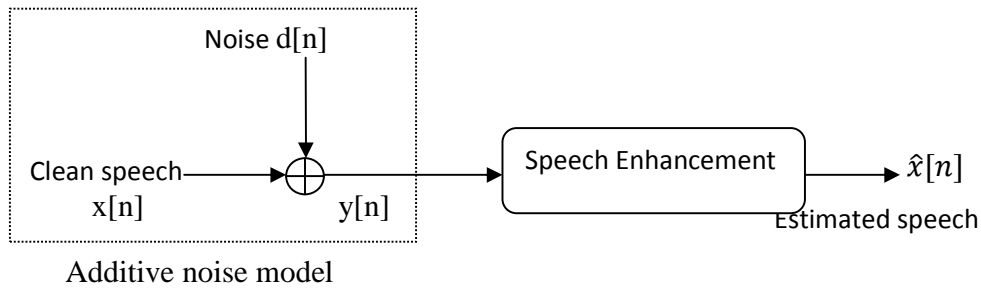 Noise d[n]
Clean speech
x[n]
y[n]
Speech Enhancement
x̂[n]
Estimated speech
Additive noise model